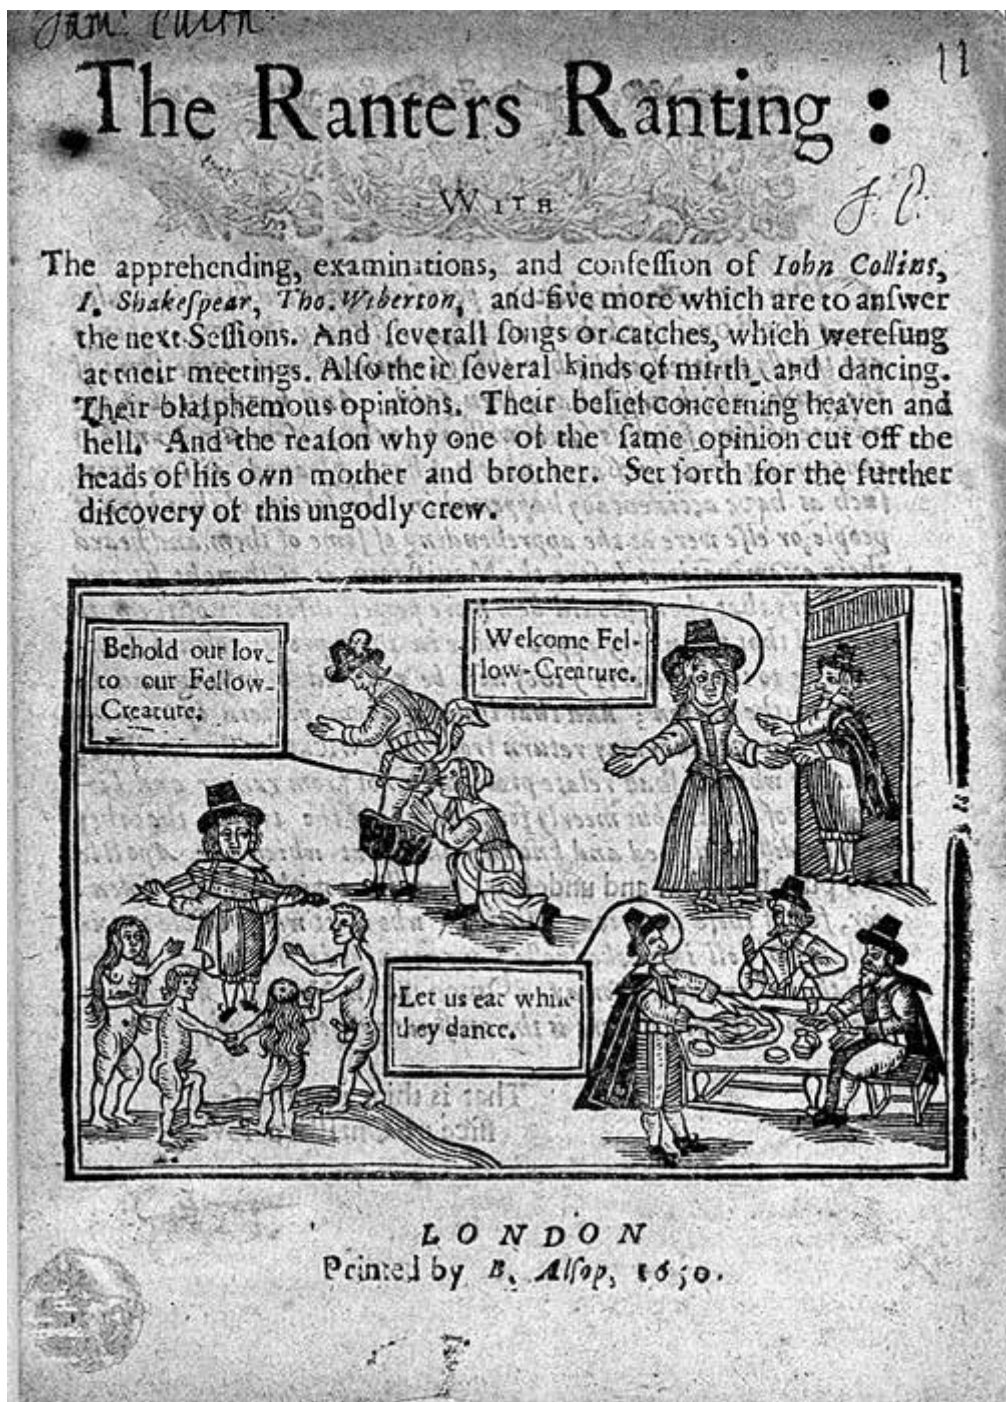 Jam:
11
The Ranters Ranting:
WITH
J: C:
The apprehending, examinations, and confeſſion of Iohn Collins,
I. Shakeſpear, Tho. Wiberton, and five more which are to anſwer
the next Seſſions. And ſeverall ſongs or catches, which were ſung
at their meetings. Alſo their ſeveral kinds of mirth, and dancing.
Their blaſphemous opinions. Their belief concerning heaven and
hell. And the reaſon why one of the ſame opinion cut off the
heads of his own mother and brother. Set forth for the further
diſcovery of this ungodly crew.
Behold our lov
to our Fellow-
Creature.
Welcome Fel-
low-Creature.
Let us eat while
they dance.
LONDON
Printed by B. Alſop, 1650.